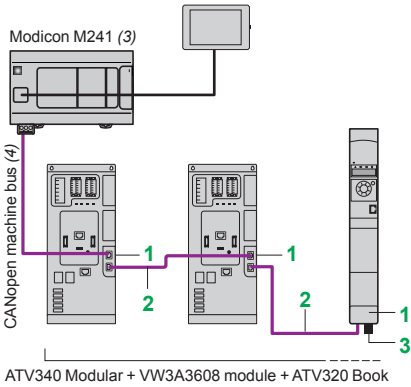 Modicon M241 (3)
CANopen machine bus (4)
1
1
2
2
1
3
ATV340 Modular + VW3A3608 module + ATV320 Book